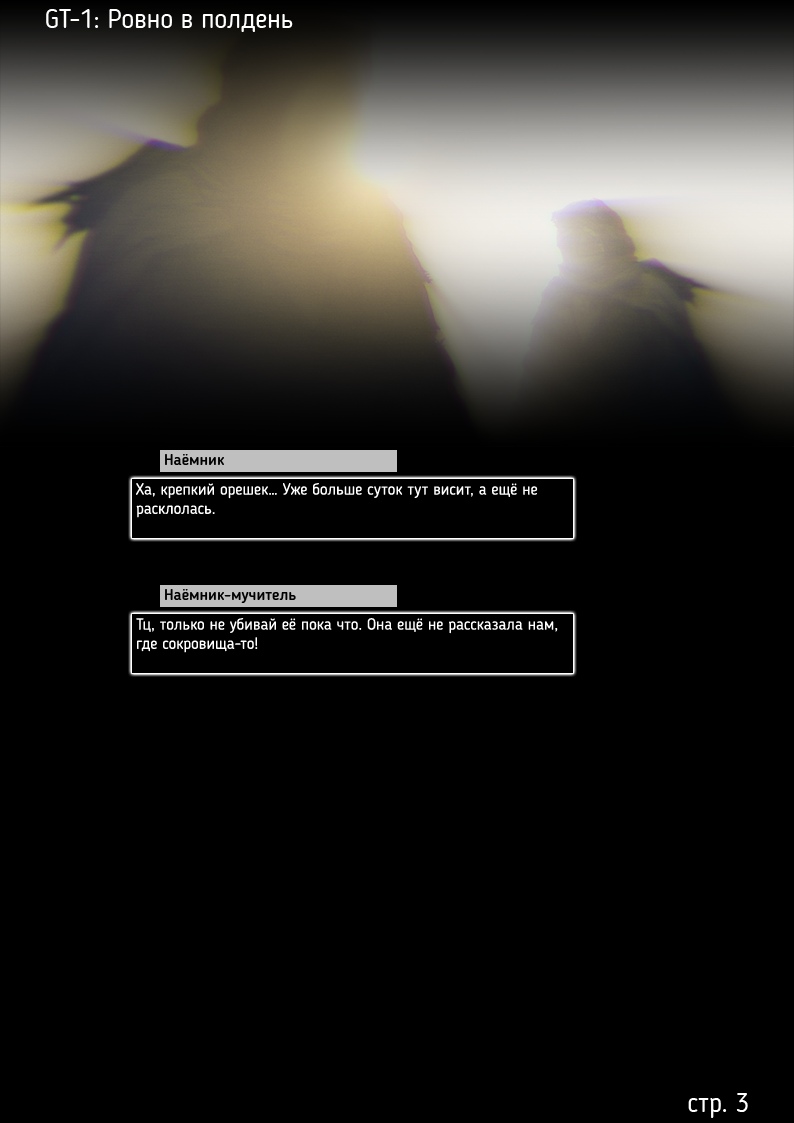 GT-1: Ровно в полдень
Наёмник
Ха, крепкий орешек... Уже больше суток тут висит, а ещё не
расклолась.
Наёмник-мучитель
Тц, только не убивай её пока что. Она ещё не рассказала нам,
где сокровища-то!
стр. 3